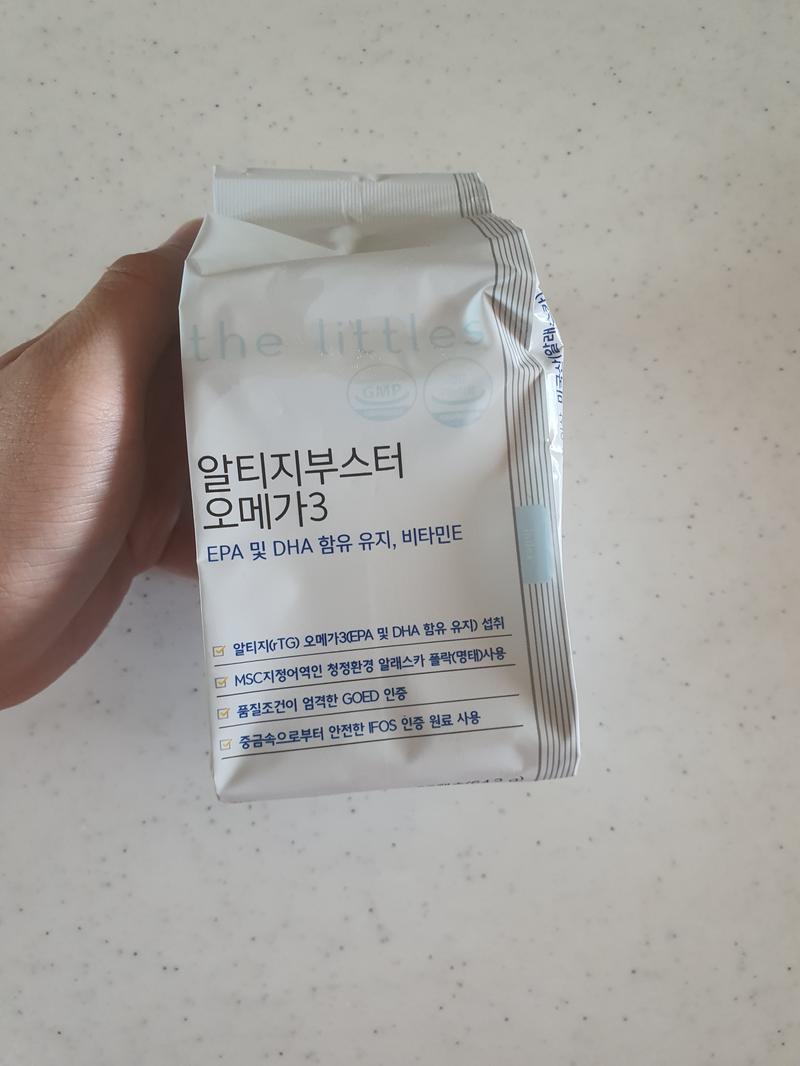 the littles
GMP
알티지부스터
오메가3
EPA 및 DHA 함유 유지, 비타민E
알티지(rTG) 오메가3(EPA 및 DHA 함유 유지) 섭취
MSC지정어역인 청정환경 알래스카 폴락(명태)사용
품질조건이 엄격한 GOED 인증
중금속으로부터 안전한 IFOS 인증 원료 사용